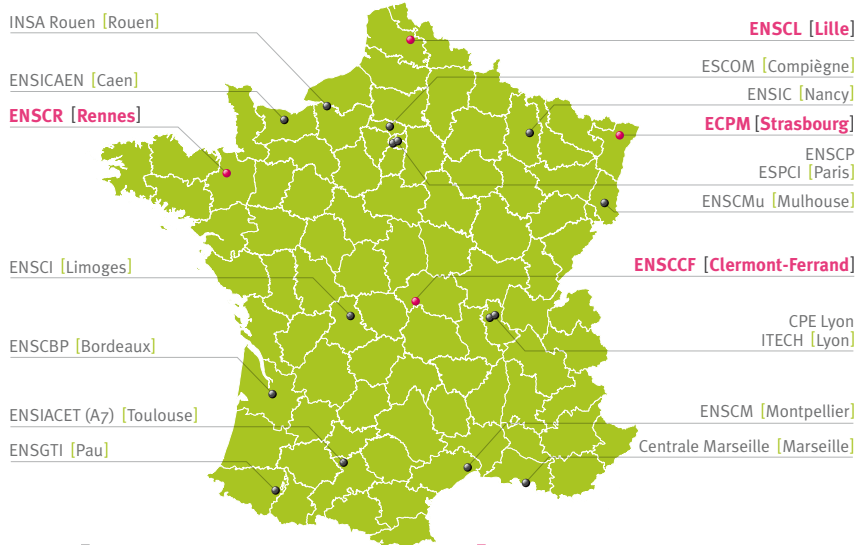 INSA Rouen [Rouen]
ENSICAEN [Caen]
ENSCR [Rennes]
ENSCI [Limoges]
ENSCBP [Bordeaux]
ENSIACET (A7) [Toulouse]
ENSGTI [Pau]
ENSCL [Lille]
ESCOM [Compiègne]
ENSIC [Nancy]
ECPM [Strasbourg]
ENSCP
ESPCI [Paris]
ENSCMu [Mulhouse]
ENSCCF [Clermont-Ferrand]
CPE Lyon
ITECH [Lyon]
ENSCM [Montpellier]
Centrale Marseille [Marseille]